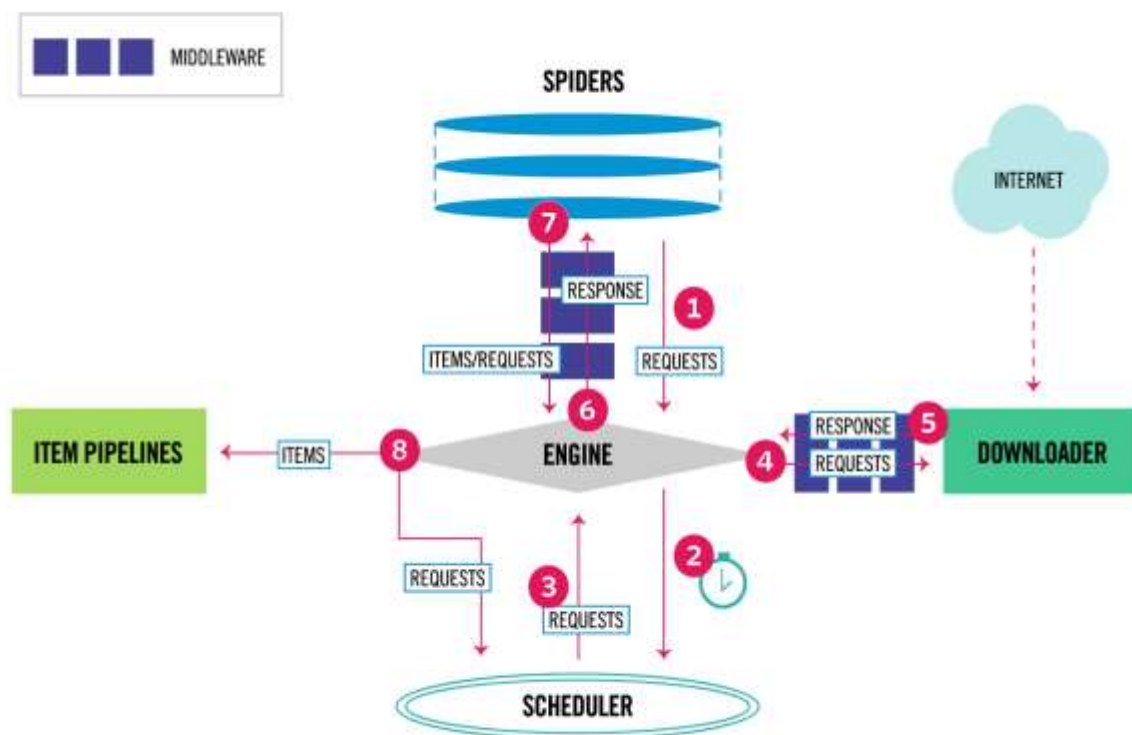 MIDDLEWARE
SPIDERS
INTERNET
7
RESPONSE
1
ITEMS/REQUESTS
REQUESTS
6
ITEM PIPELINES
ITEMS
8
ENGINE
4
RESPONSE
5
REQUESTS
DOWNLOADER
2
3
REQUESTS
REQUESTS
SCHEDULER